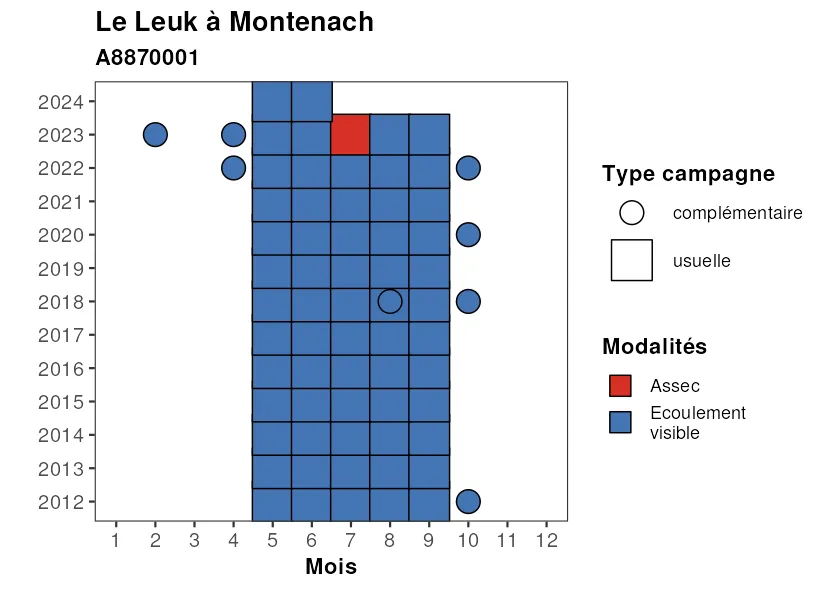 Le Leuk à Montenach
A8870001
2024
2023
2022
2021
2020
2019
2018
2017
2016
2015
2014
2013
2012
1 2 3 4 5 6 7 8 9 10 11 12
Mois
Type campagne
complémentaire
usuelle
Modalités
Assec
Ecoulement
visible